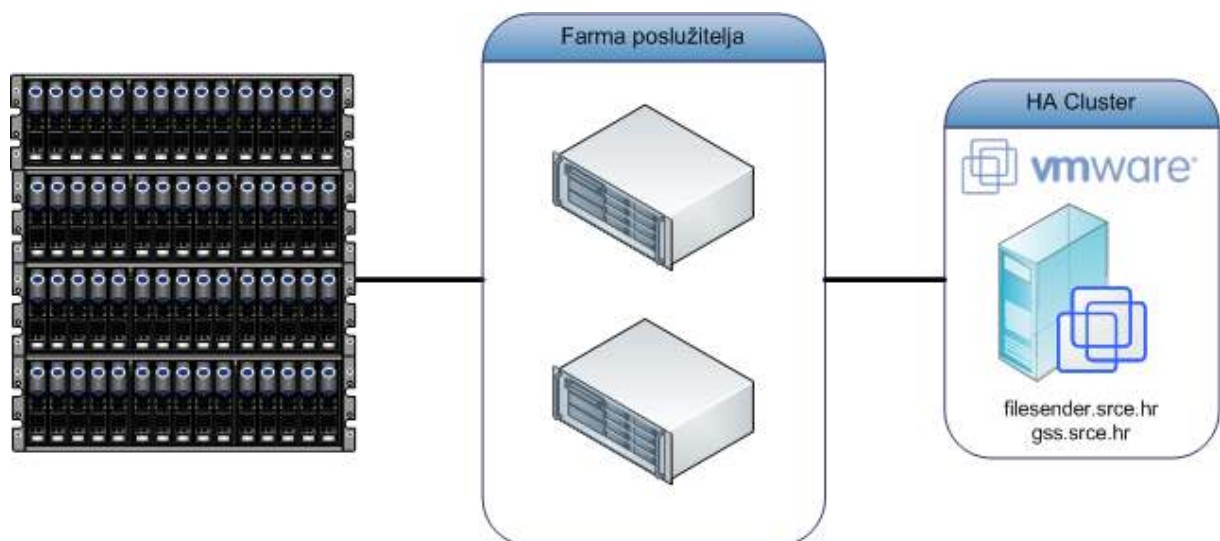 Farma poslužitelja
HA Cluster
vmware
filesender.srce.hr
gss.srce.hr